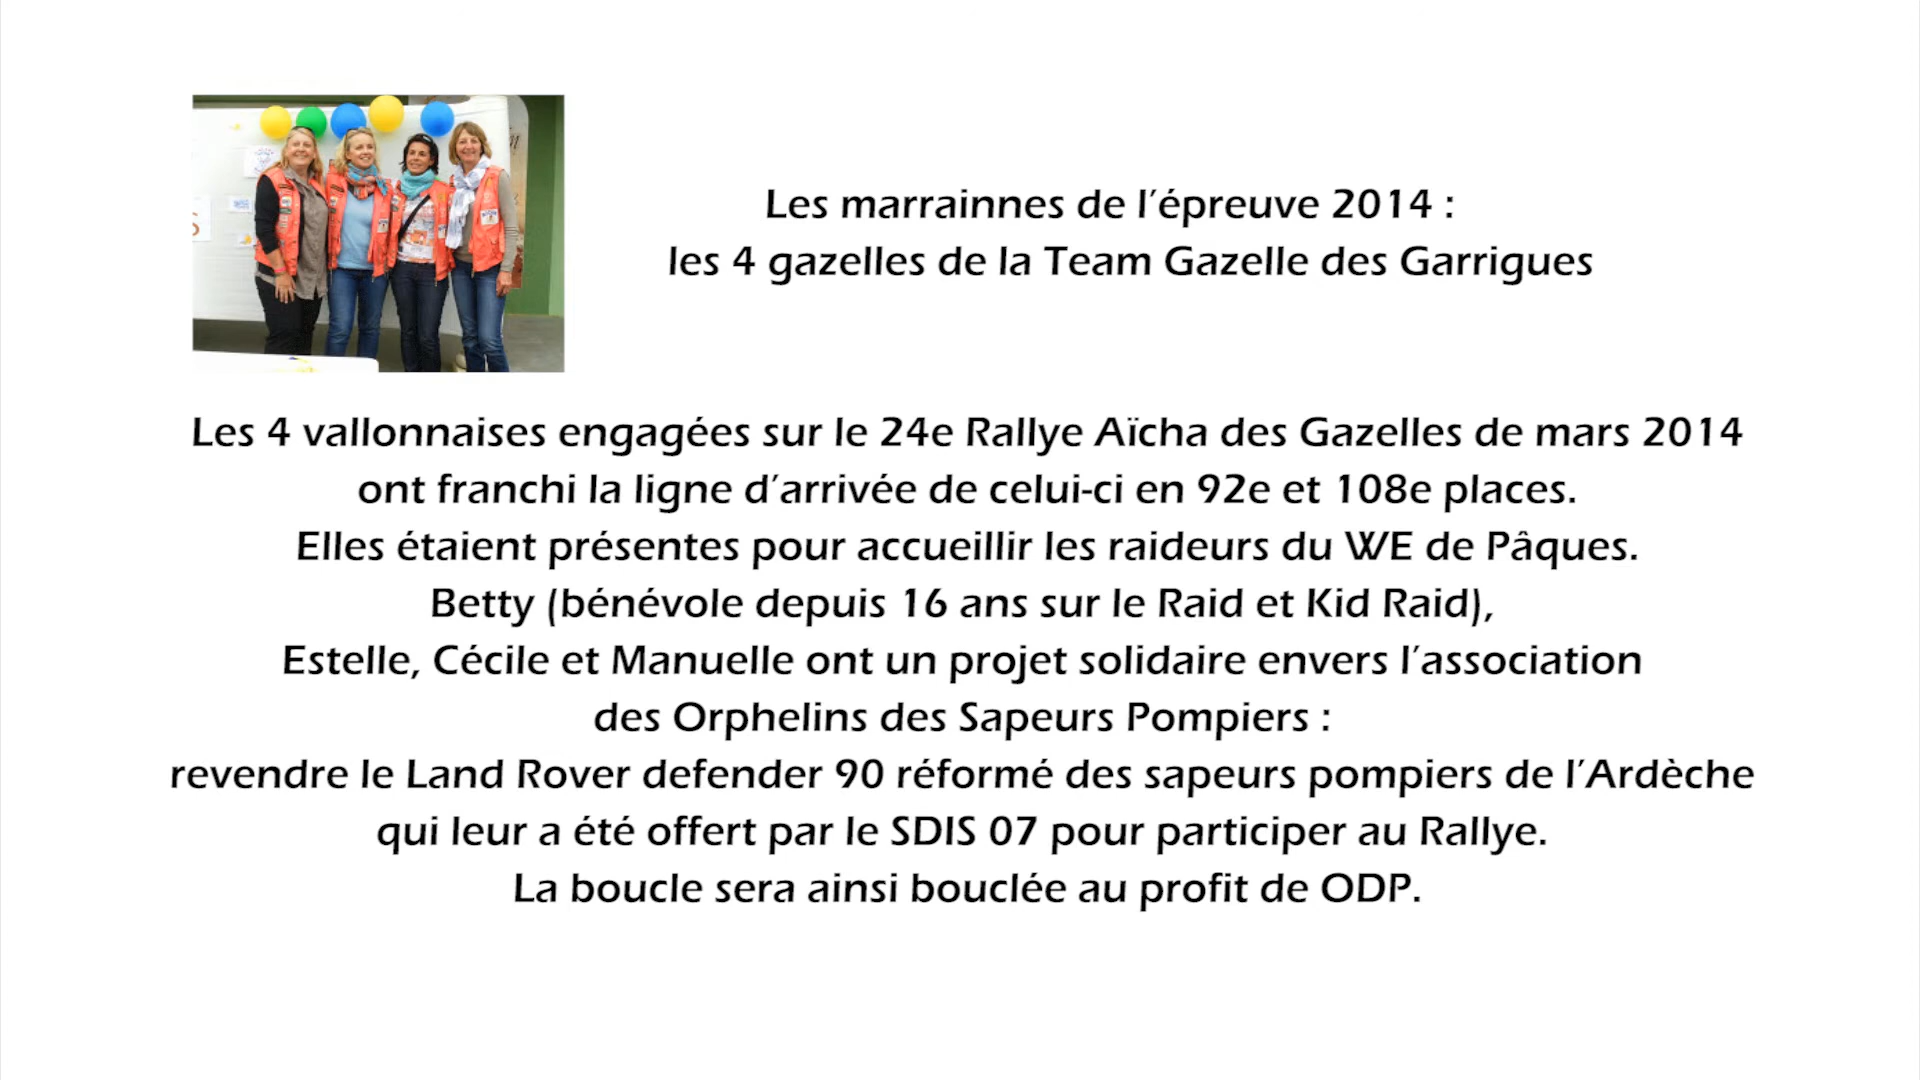 Les marrainnes de l'épreuve 2014 :
les 4 gazelles de la Team Gazelle des Garrigues
Les 4 vallonnaises engagées sur le 24e Rallye Aïcha des Gazelles de mars 2014
ont franchi la ligne d'arrivée de celui-ci en 92e et 108e places.
Elles étaient présentes pour accueillir les raideurs du WE de Pâques.
Betty (bénévole depuis 16 ans sur le Raid et Kid Raid),
Estelle, Cécile et Manuelle ont un projet solidaire envers l'association
des Orphelins des Sapeurs Pompiers :
revendre le Land Rover defender 90 réformé des sapeurs pompiers de l'Ardèche
qui leur a été offert par le SDIS 07 pour participer au Rallye.
La boucle sera ainsi bouclée au profit de ODP.